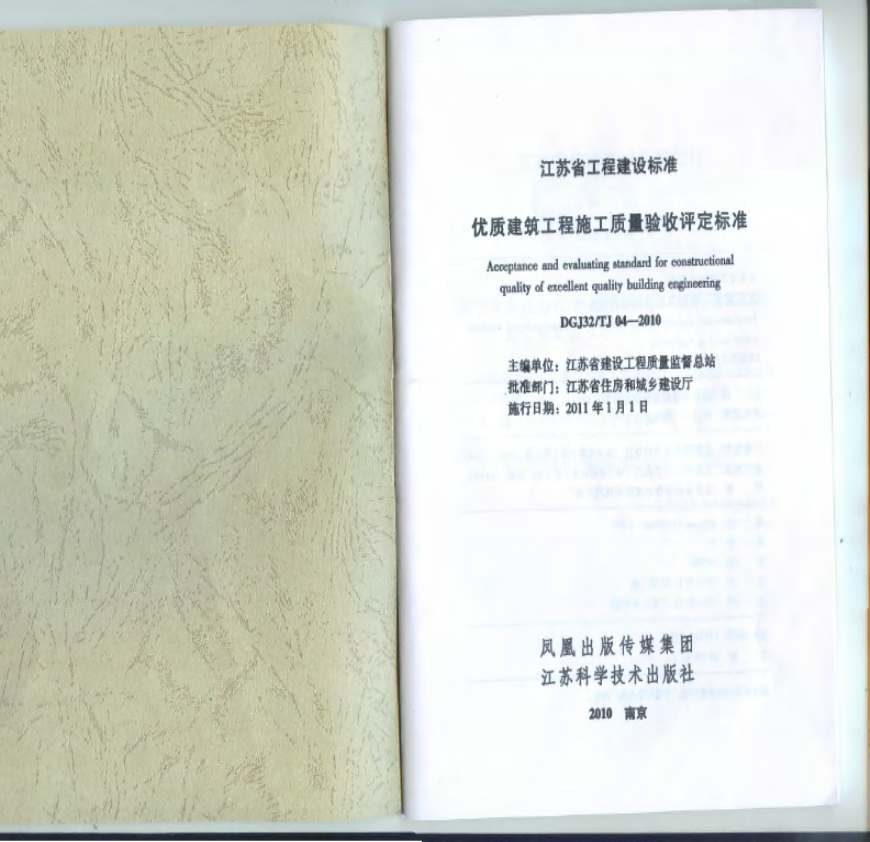 江苏省工程建设标准
优质建筑工程施工质量验收评定标准
Acceptance and evaluating standard for constructional
quality of excellent quality building engineering
DGJ32/TJ 04—2010
主编单位：江苏省建设工程质量监督总站
批准部门：江苏省住房和城乡建设厅
施行日期：2011 年 1 月 1 日
凤凰出版传媒集团
江苏科学技术出版社
2010 南京